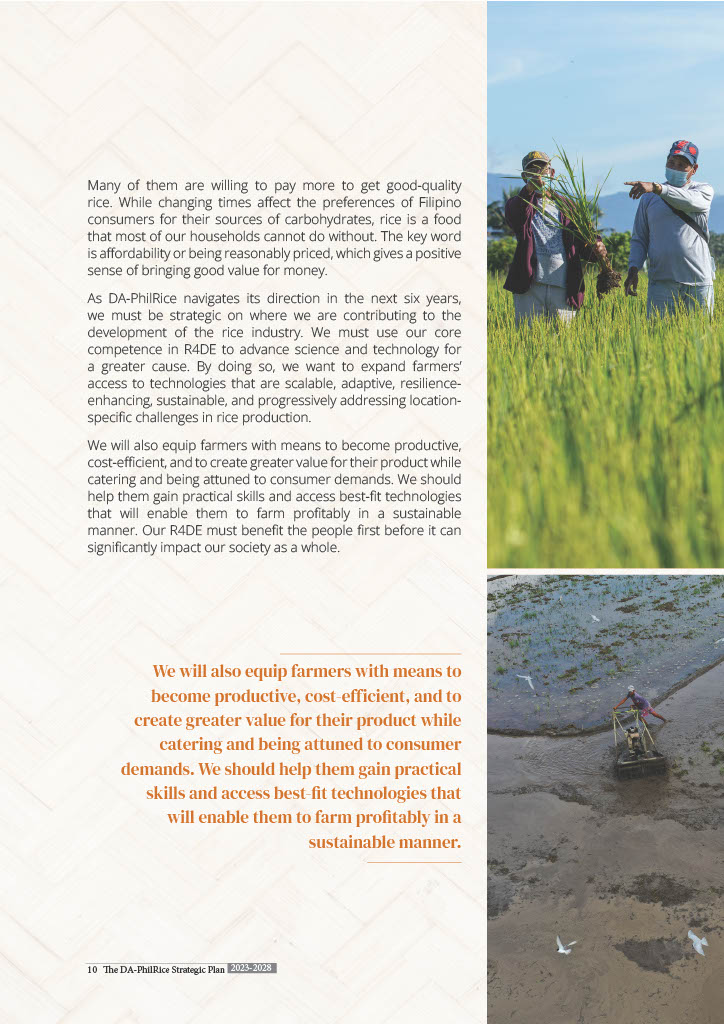 Many of them are willing to pay more to get good-quality
rice. While changing times affect the preferences of Filipino
consumers for their sources of carbohydrates, rice is a food
that most of our households cannot do without. The key word
is affordability or being reasonably priced, which gives a positive
sense of bringing good value for money.
As DA-PhilRice navigates its direction in the next six years,
we must be strategic on where we are contributing to the
development of the rice industry. We must use our core
competence in R4DE to advance science and technology for
a greater cause. By doing so, we want to expand farmers'
access to technologies that are scalable, adaptive, resilience-
enhancing, sustainable, and progressively addressing location-
specific challenges in rice production.
We will also equip farmers with means to become productive,
cost-efficient, and to create greater value for their product while
catering and being attuned to consumer demands. We should
help them gain practical skills and access best-fit technologies
that will enable them to farm profitably in a sustainable
manner. Our R4DE must benefit the people first before it can
significantly impact our society as a whole.
We will also equip farmers with means to
become productive, cost-efficient, and to
create greater value for their product while
catering and being attuned to consumer
demands. We should help them gain practical
skills and access best-fit technologies that
will enable them to farm profitably in a
sustainable manner.
10 The DA-PhilRice Strategic Plan 2023-2028